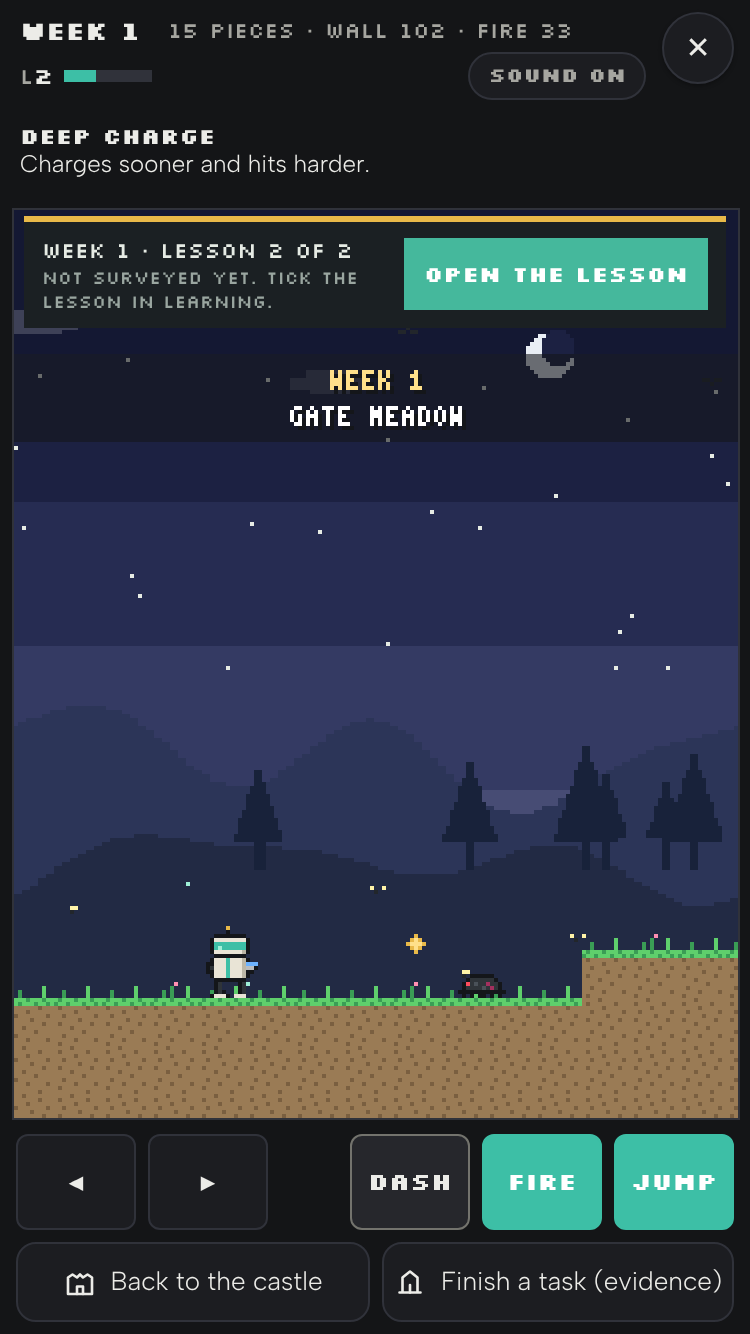 WEEK 1
15 PIECES · WALL 102 · FIRE 33
×
L2
SOUND ON
DEEP CHARGE
Charges sooner and hits harder.
WEEK 1 · LESSON 2 OF 2
NOT SURVEYED YET. TICK THE
LESSON IN LEARNING.
OPEN THE LESSON
WEEK 1
GATE MEADOW
DASH
FIRE
JUMP
Back to the castle
Finish a task (evidence)